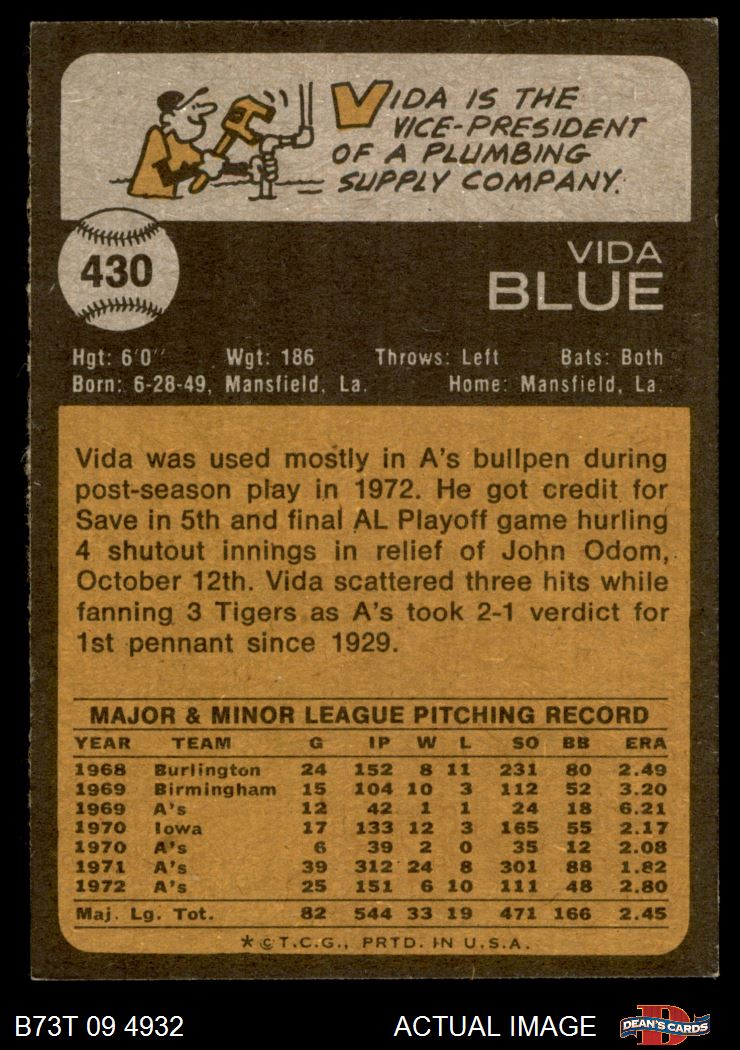 VIDA IS THE
VICE-PRESIDENT
OF A PLUMBING
SUPPLY COMPANY.
430
VIDA
BLUE
Hgt: 6'0" Wgt: 186 Throws: Left Bats: Both
Born: 6-28-49, Mansfield, La. Home: Mansfield, La.
Vida was used mostly in A's bullpen during
post-season play in 1972. He got credit for
Save in 5th and final AL Playoff game hurling
4 shutout innings in relief of John Odom,
October 12th. Vida scattered three hits while
fanning 3 Tigers as A's took 2-1 verdict for
1st pennant since 1929.
MAJOR & MINOR LEAGUE PITCHING RECORD
YEAR TEAM G IP W L SO BB ERA
1968 Burlington 24 152 8 11 231 80 2.49
1969 Birmingham 15 104 10 3 112 52 3.20
1969 A's 12 42 1 1 24 18 6.21
1970 Iowa 17 133 12 3 165 55 2.17
1970 A's 6 39 2 0 35 12 2.08
1971 A's 39 312 24 8 301 88 1.82
1972 A's 25 151 6 10 111 48 2.80
Maj. Lg. Tot. 82 544 33 19 471 166 2.45
*©T.C.G., PRTD. IN U.S.A.
B73T 09 4932 ACTUAL IMAGE D DEAN'S CARDS